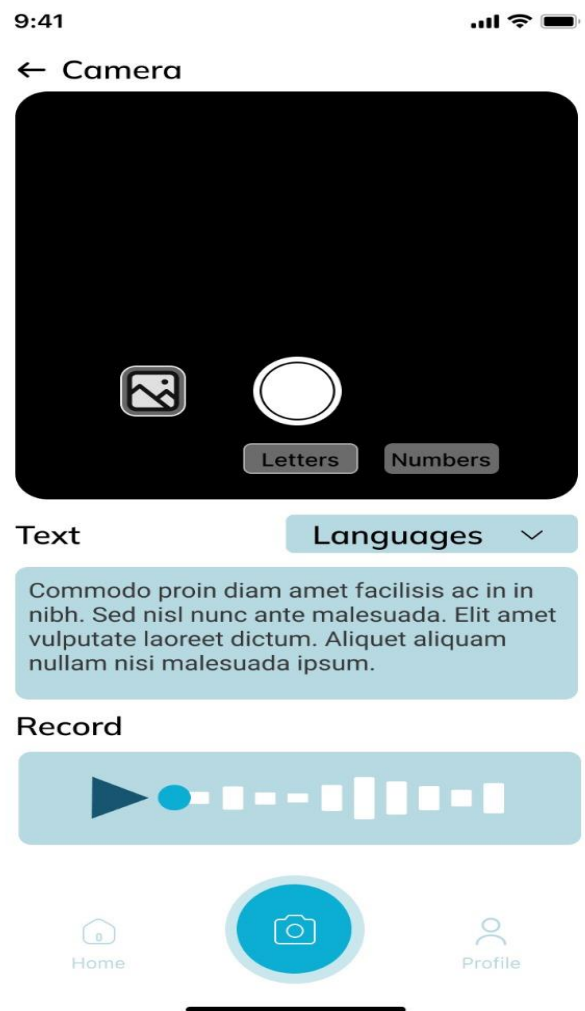 9:41
← Camera
Letters Numbers
Text Languages
Commodo proin diam amet facilisis ac in in
nibh. Sed nisl nunc ante malesuada. Elit amet
vulputate laoreet dictum. Aliquet aliquam
nullam nisi malesuada ipsum.
Record
0
Home Profile